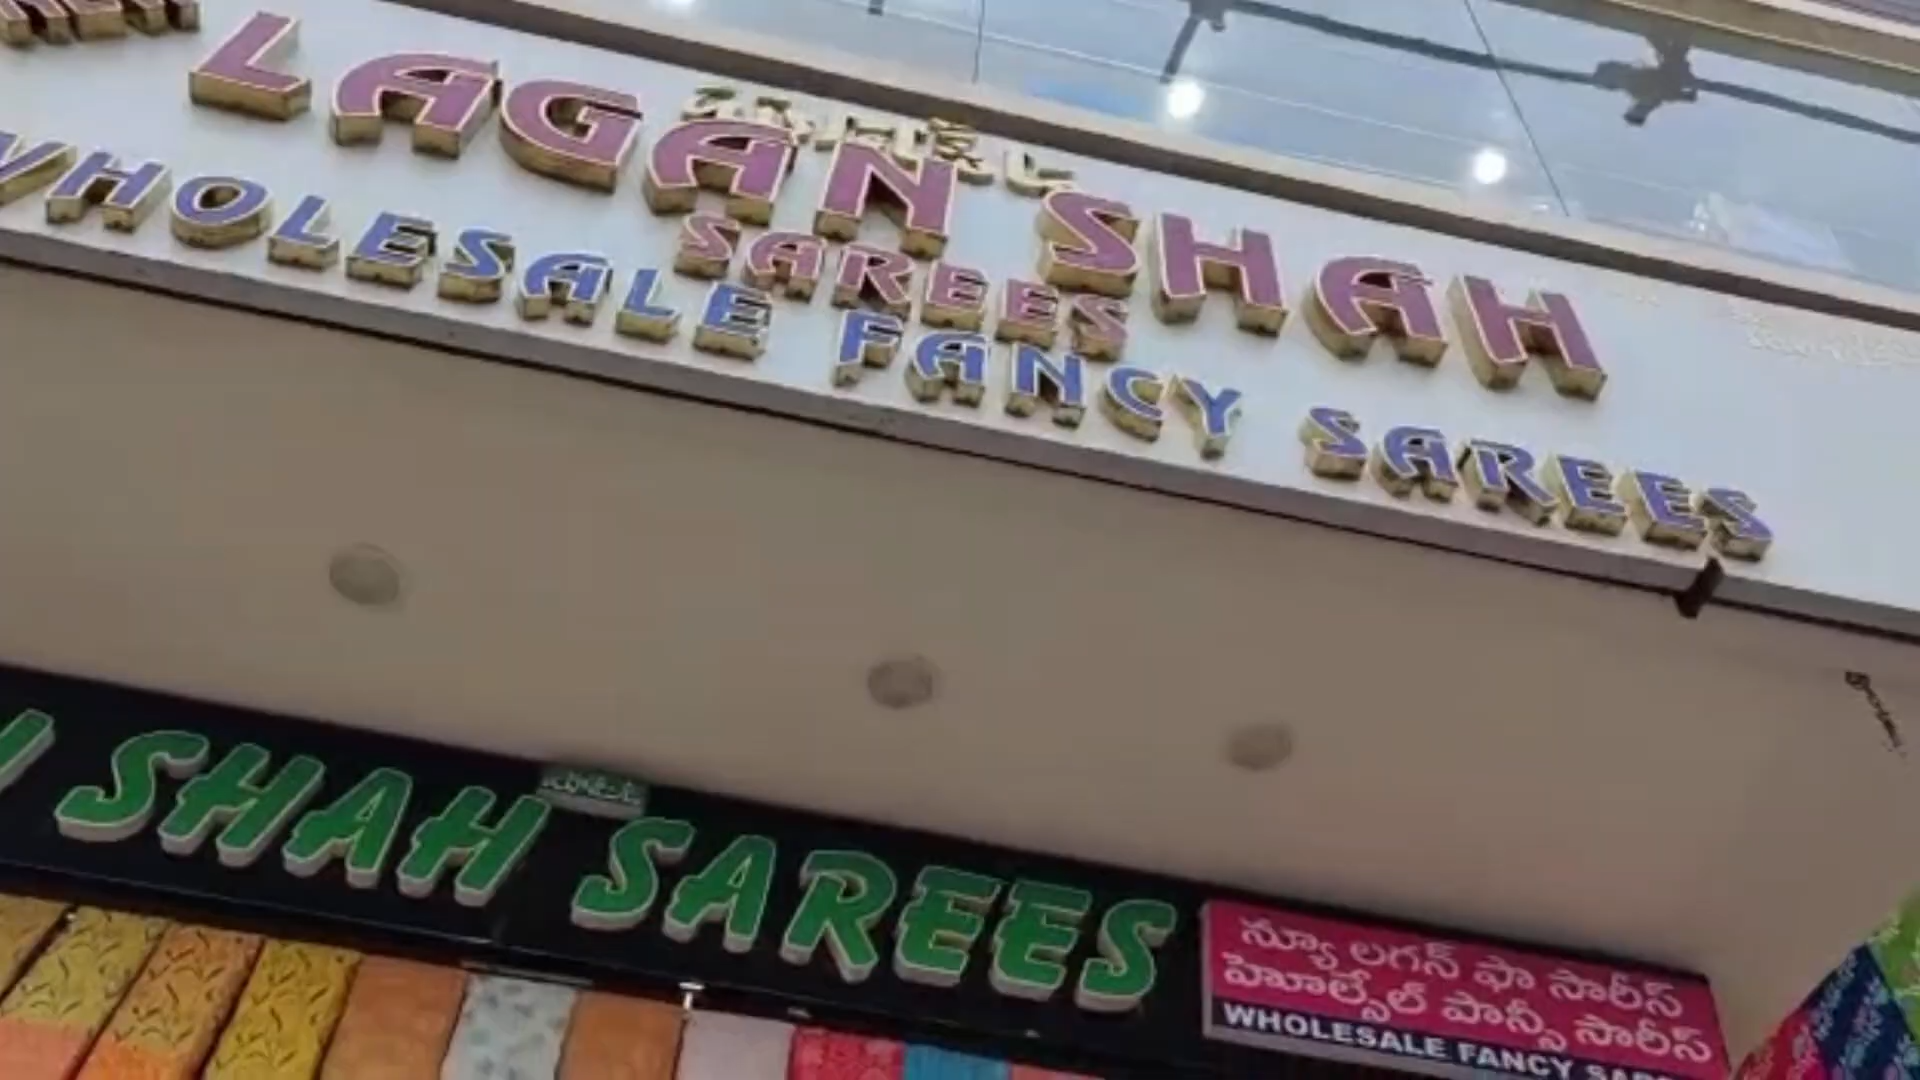 LAGAN SHAH
SAREES
WHOLESALE FANCY SAREES
SHAH SAREES
న్యూ లగన్ ఫా సారీస్
హెూల్సేల్ ఫాన్సీ సారీస్
WHOLESALE FANCY